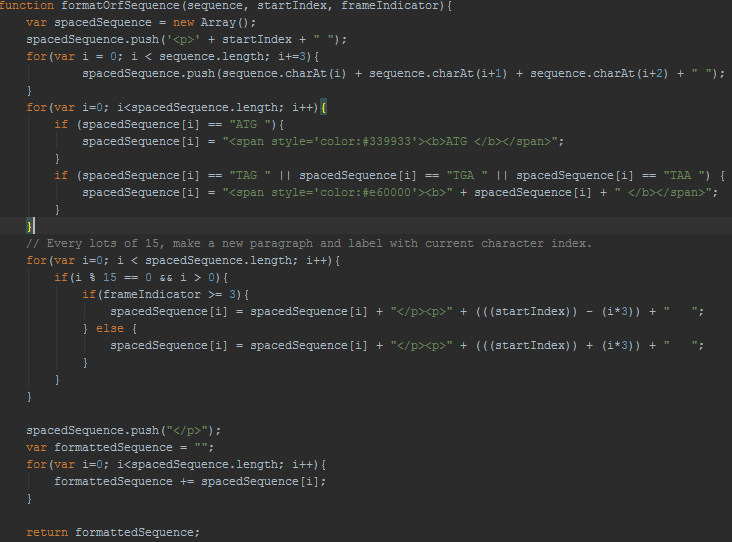 function formatOrfSequence(sequence, startIndex, frameIndicator){
    var spacedSequence = new Array();
    spacedSequence.push('<p>' + startIndex + " ");
    for(var i = 0; i < sequence.length; i+=3){
            spacedSequence.push(sequence.charAt(i) + sequence.charAt(i+1) + sequence.charAt(i+2) + " ");
    }
    for(var i=0; i<spacedSequence.length; i++){
        if (spacedSequence[i] == "ATG "){
            spacedSequence[i] = "<span style='color:#339933'><b>ATG </b></span>";
        }
        if (spacedSequence[i] == "TAG " || spacedSequence[i] == "TGA " || spacedSequence[i] == "TAA ") {
            spacedSequence[i] = "<span style='color:#e60000'><b>" + spacedSequence[i] + " </b></span>";
        }
    }
    // Every lots of 15, make a new paragraph and label with current character index.
    for(var i=0; i < spacedSequence.length; i++){
        if(i % 15 == 0 && i > 0){
            if(frameIndicator >= 3){
                spacedSequence[i] = spacedSequence[i] + "</p><p>" + (((startIndex)) - (i*3)) + "   ";
            } else {
                spacedSequence[i] = spacedSequence[i] + "</p><p>" + (((startIndex)) + (i*3)) + "   ";
            }
        }
    }

    spacedSequence.push("</p>");
    var formattedSequence = "";
    for(var i=0; i<spacedSequence.length; i++){
        formattedSequence += spacedSequence[i];
    }

    return formattedSequence;